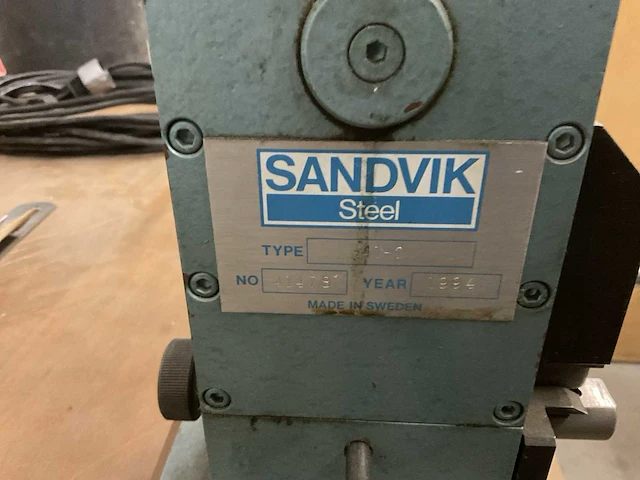 SANDVIK
Steel
TYPE
NO YEAR 1994
MADE IN SWEDEN